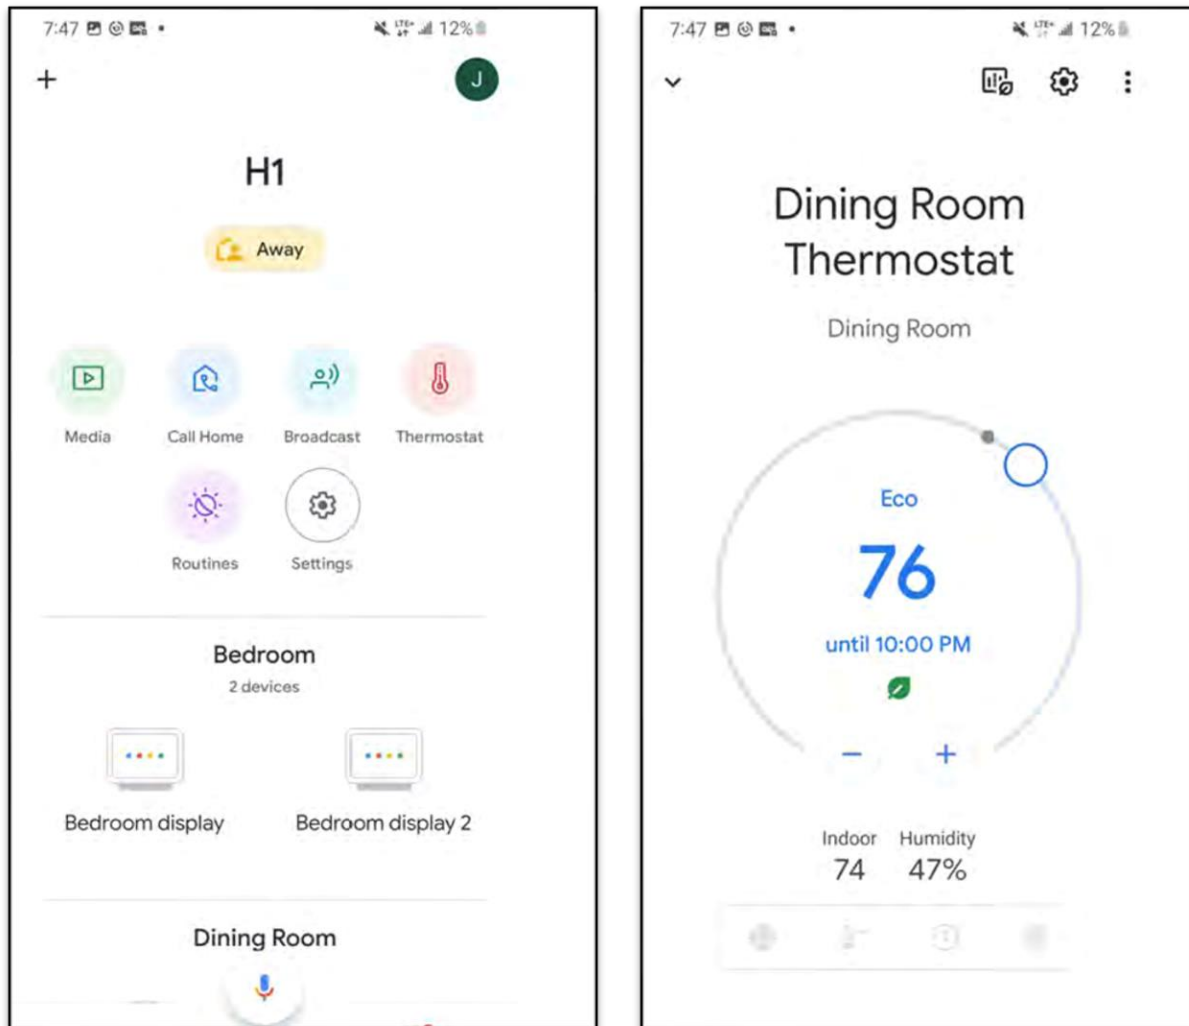 7:47
LTE+
12%
+
J
H1
Away
Media
Call Home
Broadcast
Thermostat
Routines
Settings
Bedroom
2 devices
Bedroom display
Bedroom display 2
Dining Room
7:47
LTE+
12%
Dining Room
Thermostat
Dining Room
Eco
76
until 10:00 PM
− +
Indoor Humidity
74 47%